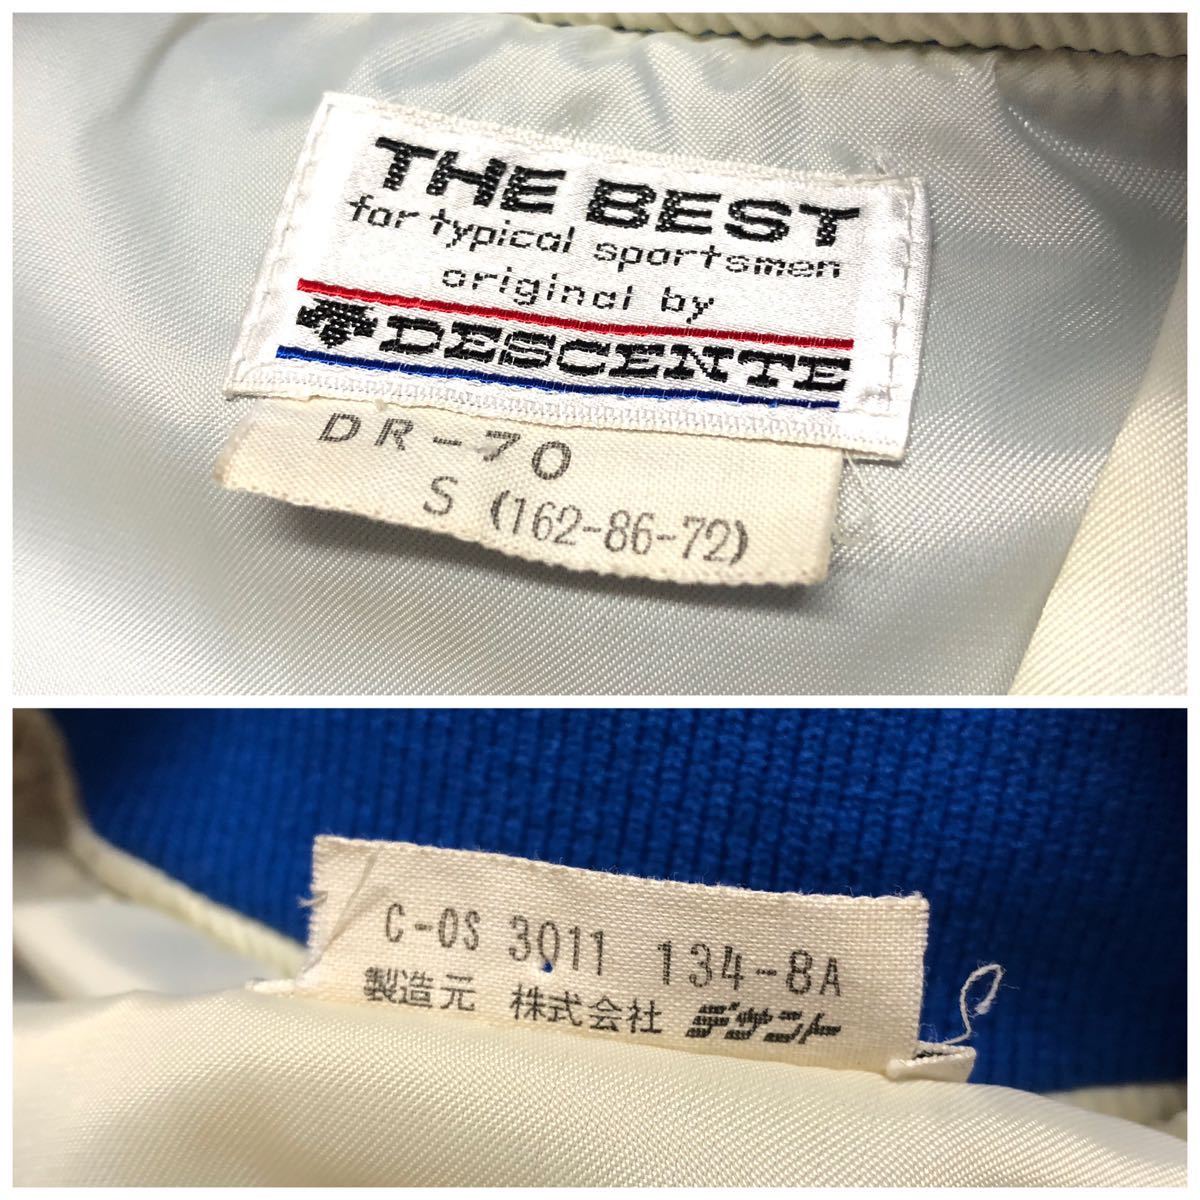 THE BEST
for typical sportsmen
original by
DESCENTE
DR-70
S (162-86-72)
C-OS 3011 134-8A
製造元 株式会社 デサント